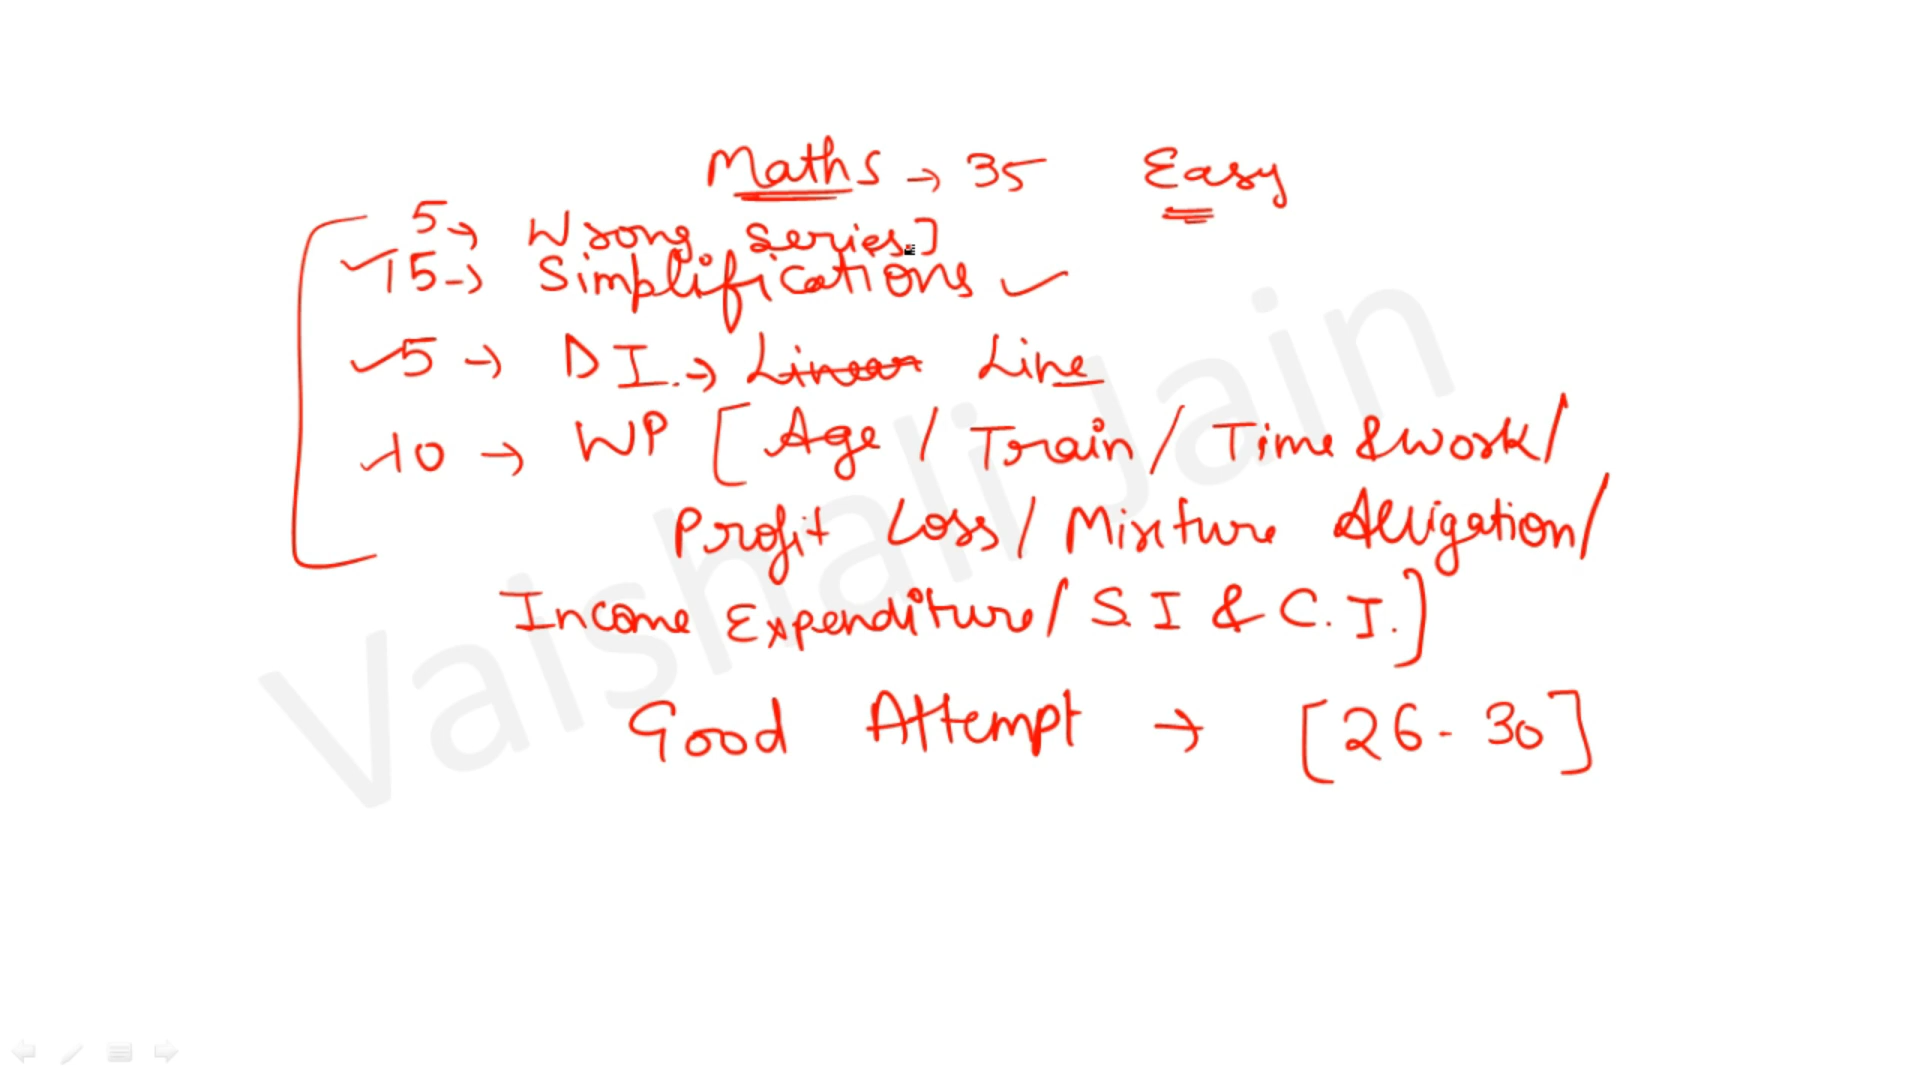 Maths → 35 Easy
5 → Wrong Series]
15 → Simplifications ✓
5 → DI. → Linear Line
10 → WP [Age / Train / Time & work /
Profit Loss / Mixture Alligation /
Income Expenditure / S.I & C.I.]
Good Attempt → [26 - 30]
Vaishali Jain